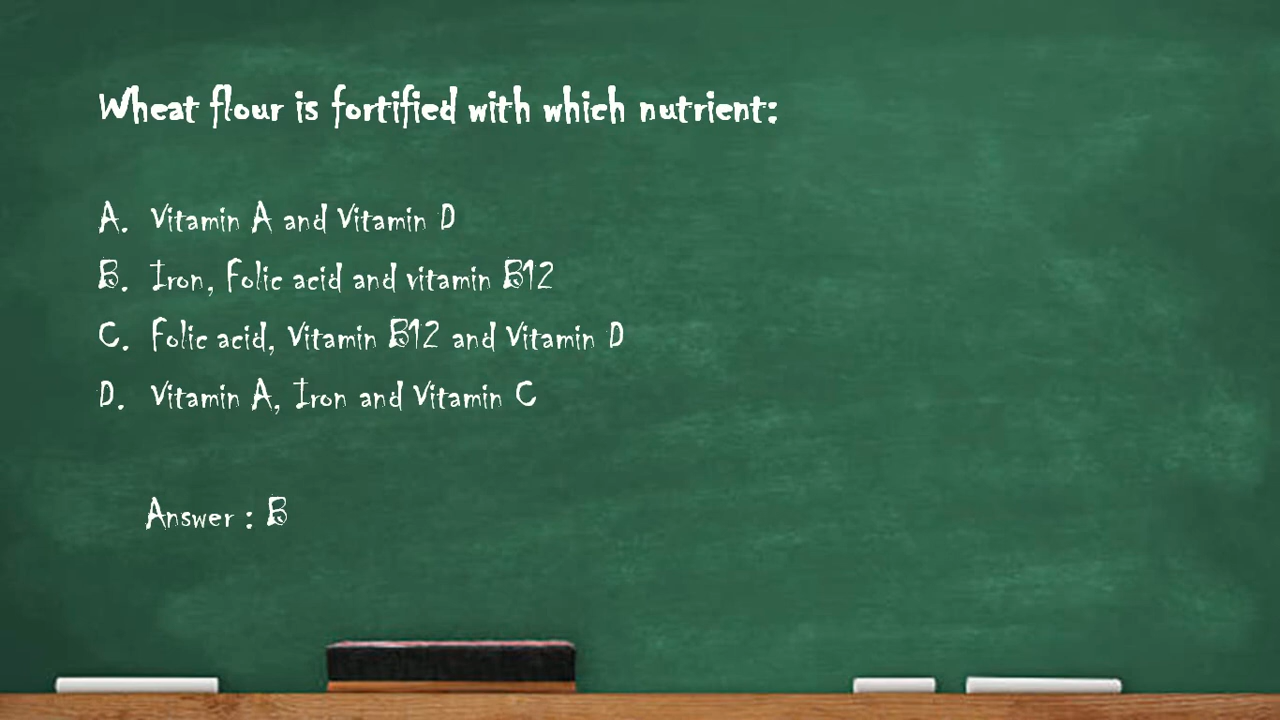 Wheat flour is fortified with which nutrient:
A. Vitamin A and Vitamin D
B. Iron, Folic acid and vitamin B12
C. Folic acid, Vitamin B12 and Vitamin D
D. Vitamin A, Iron and Vitamin C
Answer : B